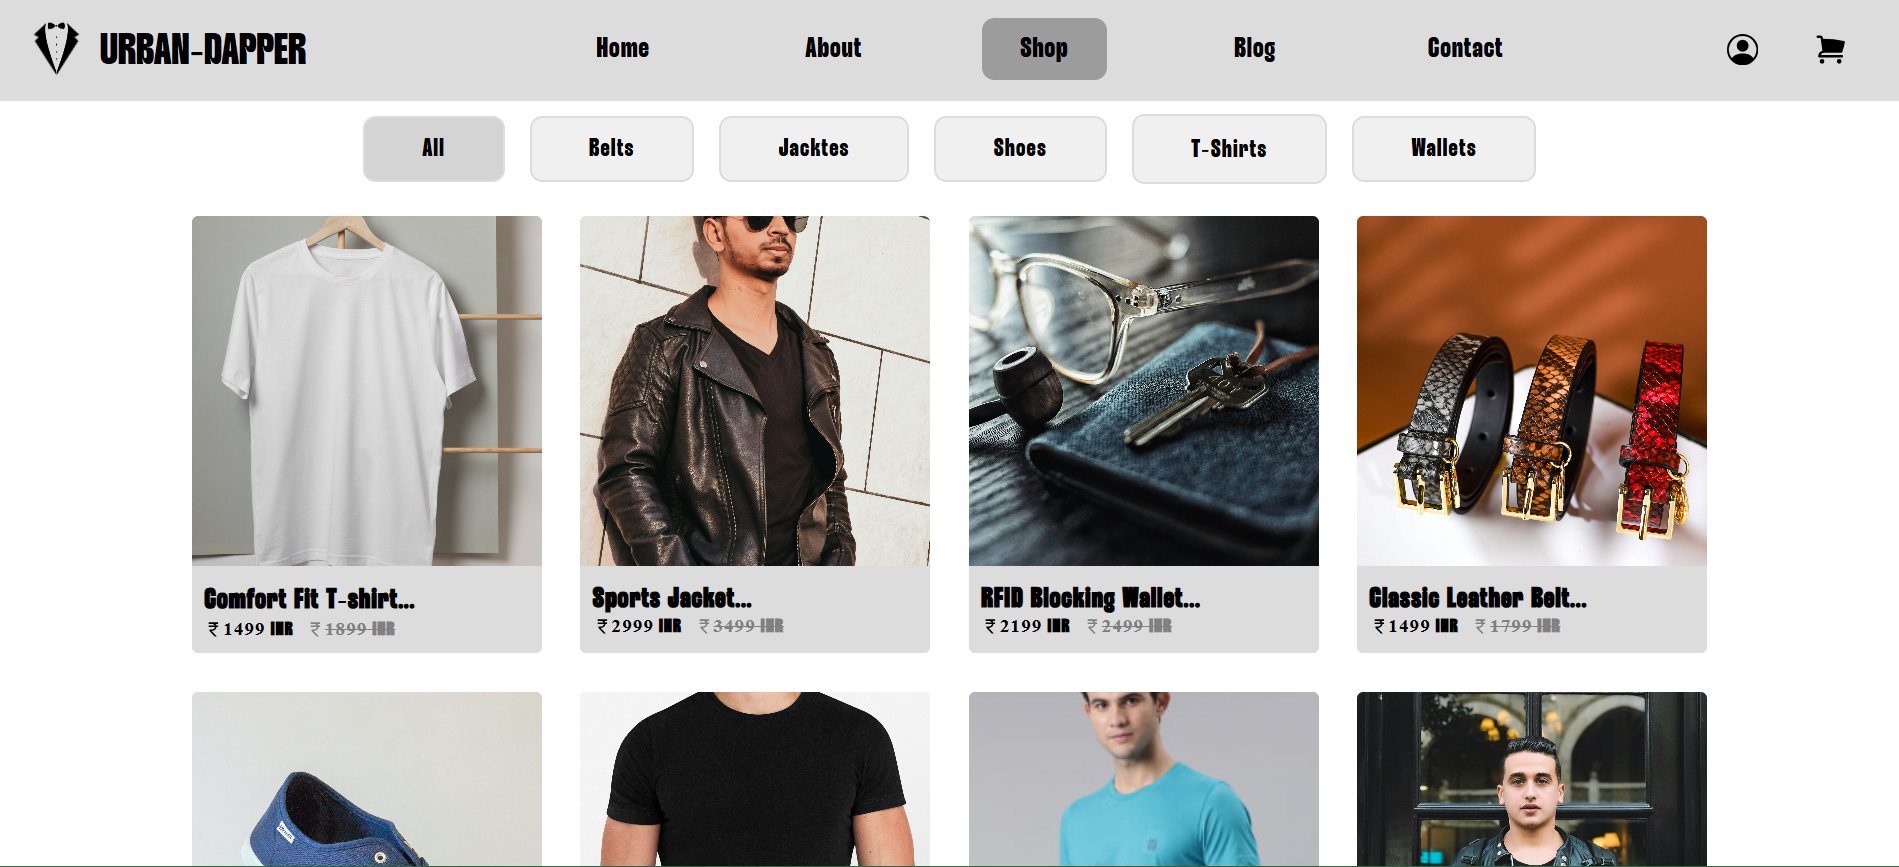 URBAN-DAPPER
Home
About
Shop
Blog
Contact
All
Belts
Jacktes
Shoes
T-Shirts
Wallets
Comfort Fit T-shirt...
₹ 1499 INR ₹ 1899 INR
Sports Jacket...
₹ 2999 INR ₹ 3499 INR
RFID Blocking Wallet...
₹ 2199 INR ₹ 2499 INR
Classic Leather Belt...
₹ 1499 INR ₹ 1799 INR